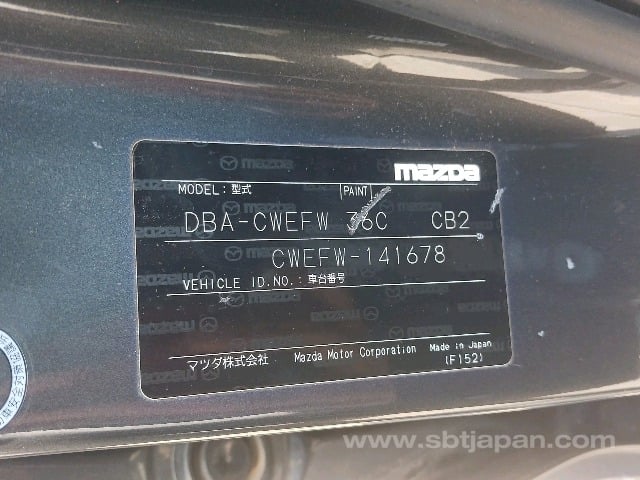 mazda
MODEL: 型式 PAINT
DBA-CWEFW 36C CB2
CWEFW-141678
VEHICLE ID.NO.: 車台番号
マツダ株式会社 Mazda Motor Corporation Made in Japan
(F152)
www.sbtjapan.com